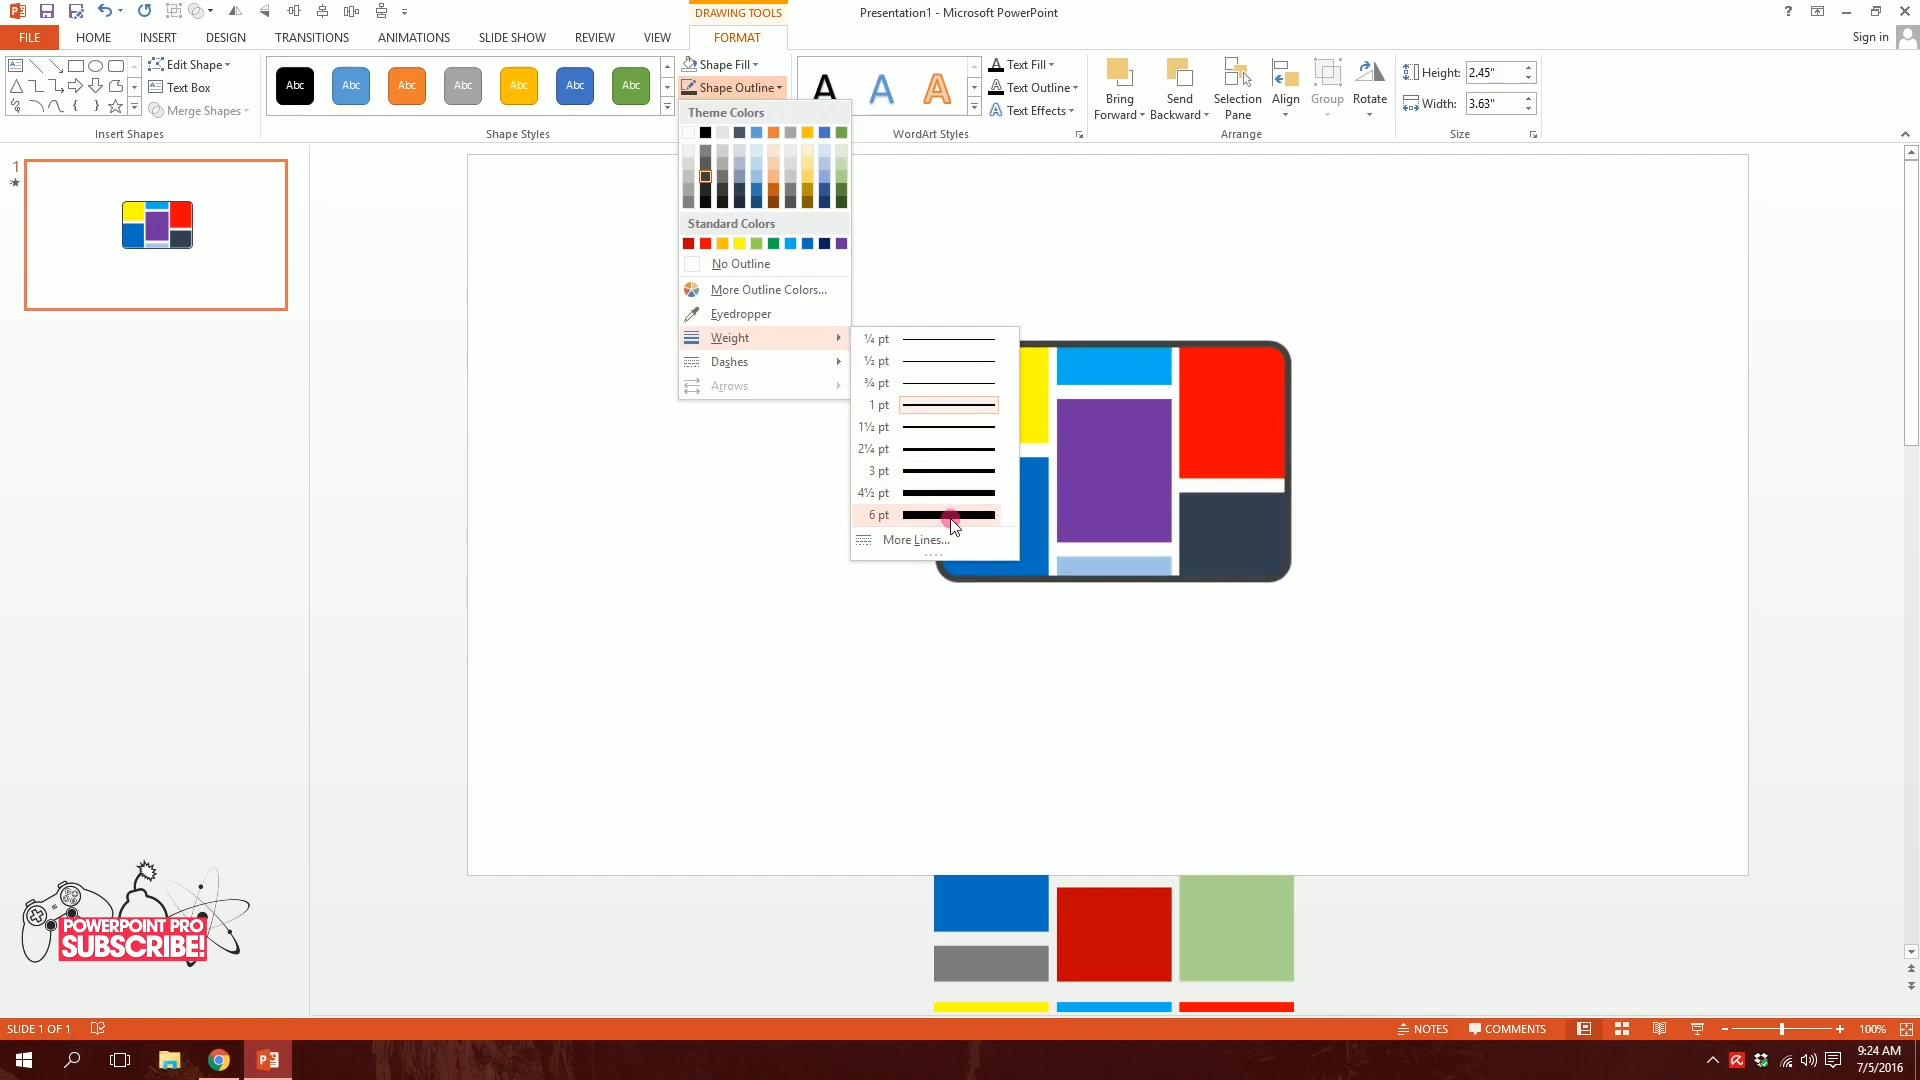 DRAWING TOOLS
Presentation1 - Microsoft PowerPoint
?
FILE
HOME
INSERT
DESIGN
TRANSITIONS
ANIMATIONS
SLIDE SHOW
REVIEW
VIEW
FORMAT
Sign in
Edit Shape
Text Box
Merge Shapes
Insert Shapes
Abc
Abc
Abc
Abc
Abc
Abc
Abc
Shape Styles
Shape Fill
Shape Outline
A
A
A
WordArt Styles
Text Fill
Text Outline
Text Effects
Bring
Forward
Send
Backward
Selection
Pane
Align
Group
Rotate
Arrange
Height:
2.45"
Width:
3.63"
Size
Theme Colors
Standard Colors
No Outline
More Outline Colors...
Eyedropper
Weight
Dashes
Arrows
¼ pt
½ pt
¾ pt
1 pt
1½ pt
2¼ pt
3 pt
4½ pt
6 pt
More Lines...
1
POWERPOINT PRO
SUBSCRIBE!
SLIDE 1 OF 1
NOTES
COMMENTS
100%
9:24 AM
7/5/2016